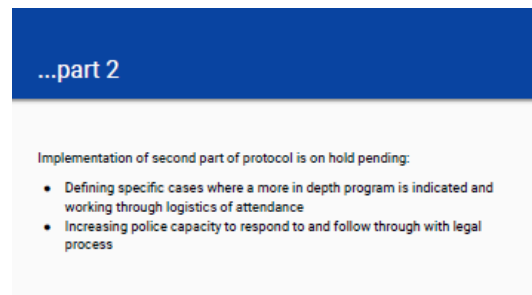 ...part 2
Implementation of second part of protocol is on hold pending:
● Defining specific cases where a more in depth program is indicated and
working through logistics of attendance
● Increasing police capacity to respond to and follow through with legal
process